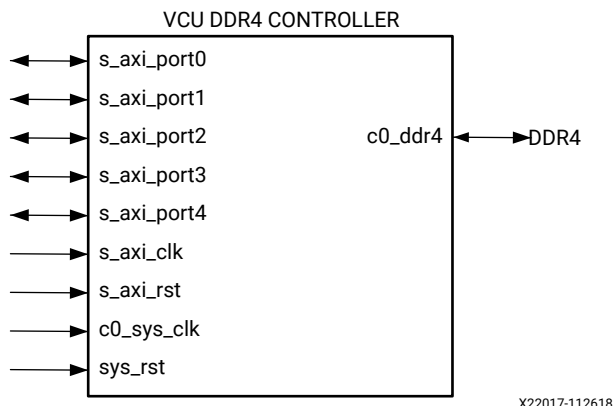 VCU DDR4 CONTROLLER
s_axi_port0
s_axi_port1
s_axi_port2
c0_ddr4
DDR4
s_axi_port3
s_axi_port4
s_axi_clk
s_axi_rst
c0_sys_clk
sys_rst
X22017-112618